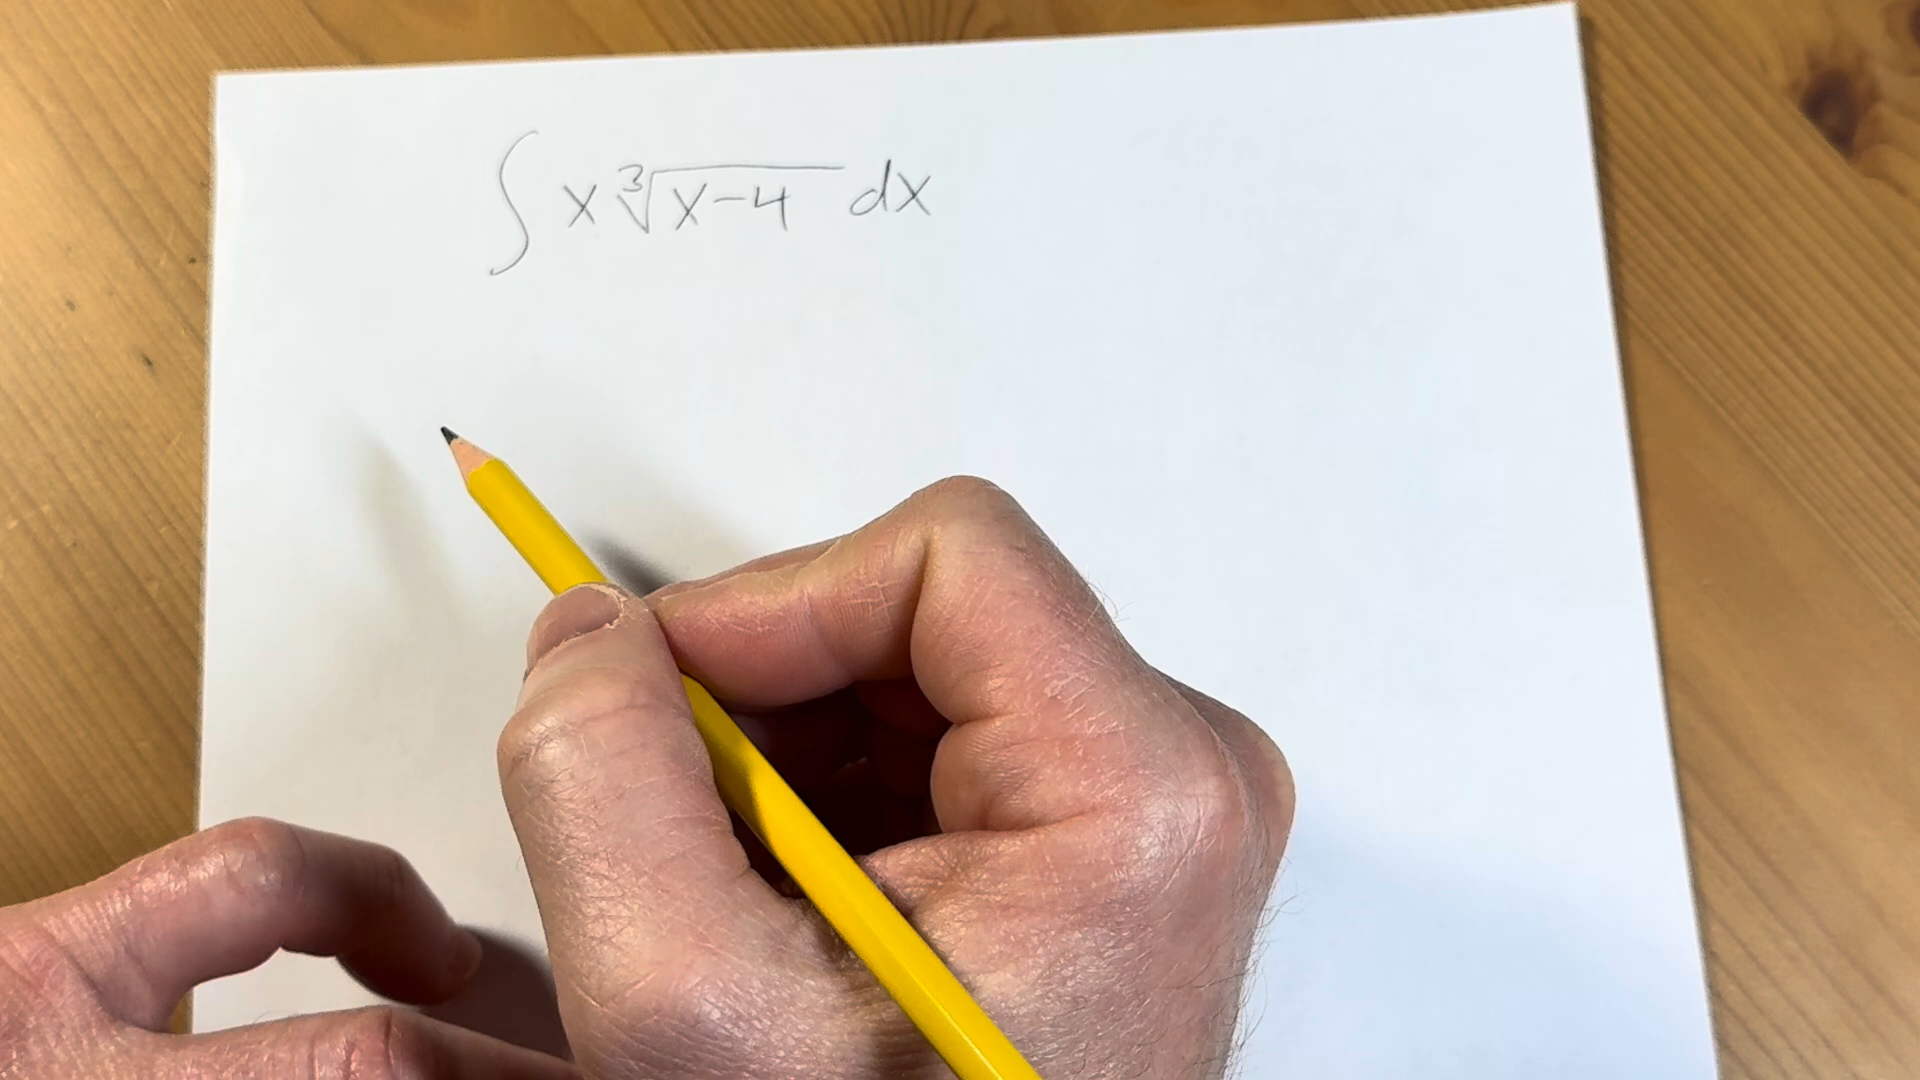 ∫ x ∛(x-4) dx